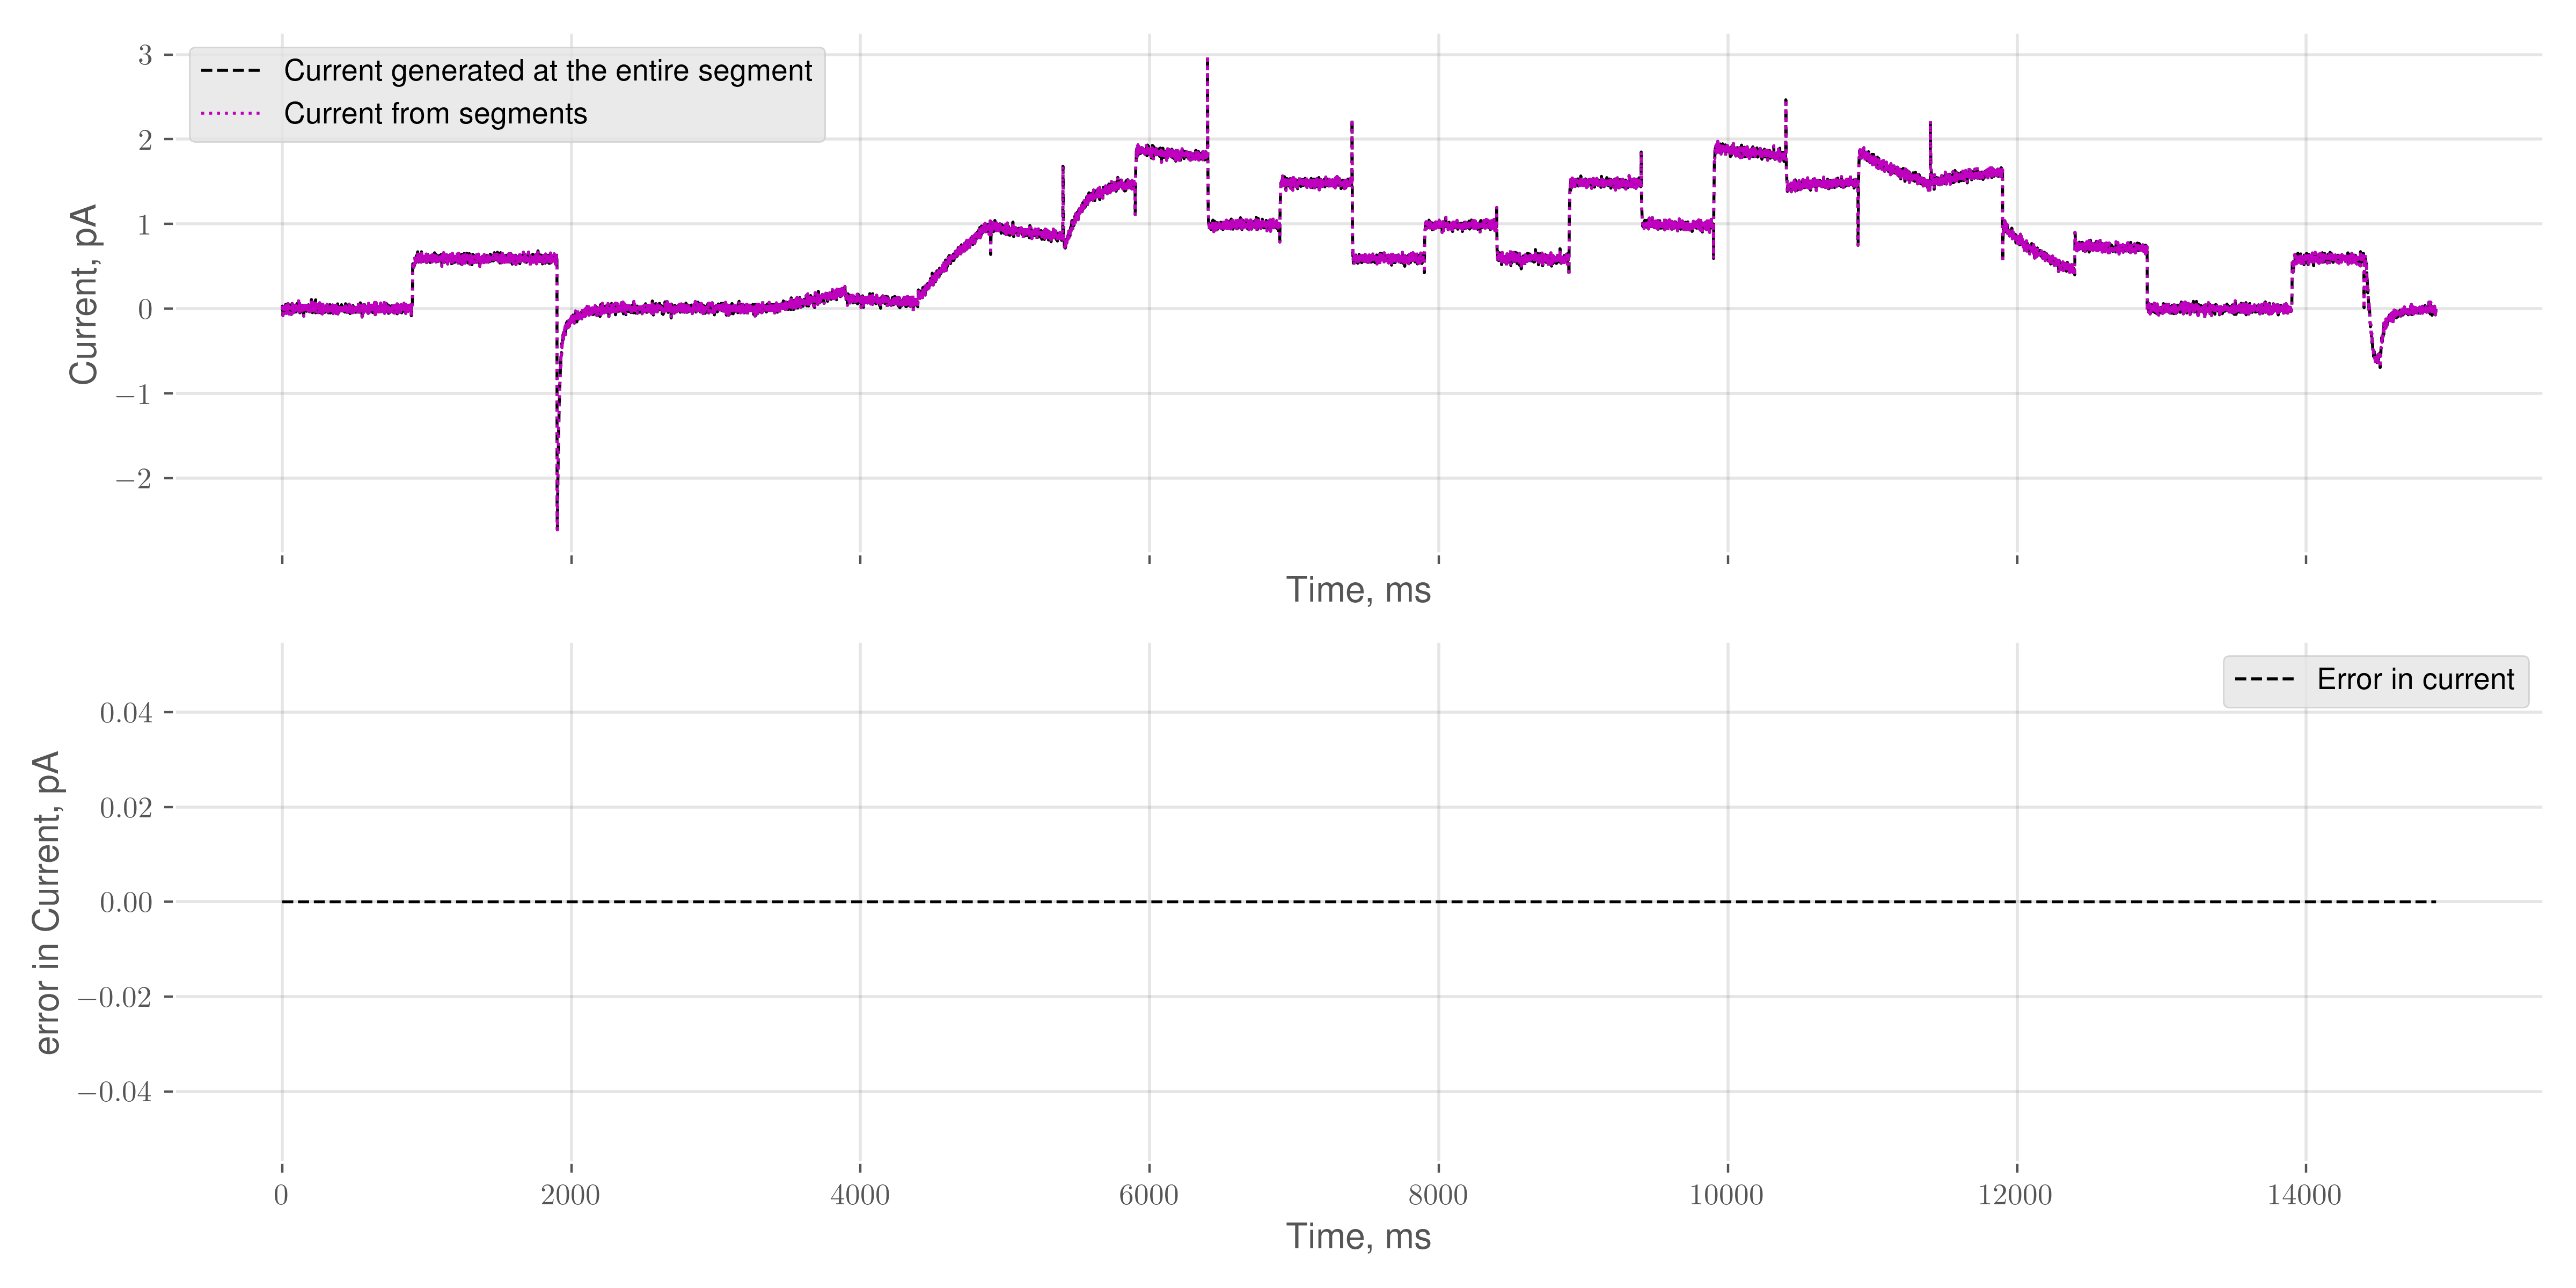 3
2
1
0
−1
−2
Current, pA
Current generated at the entire segment
Current from segments
Time, ms
0.04
0.02
0.00
−0.02
−0.04
error in Current, pA
Error in current
0 2000 4000 6000 8000 10000 12000 14000
Time, ms